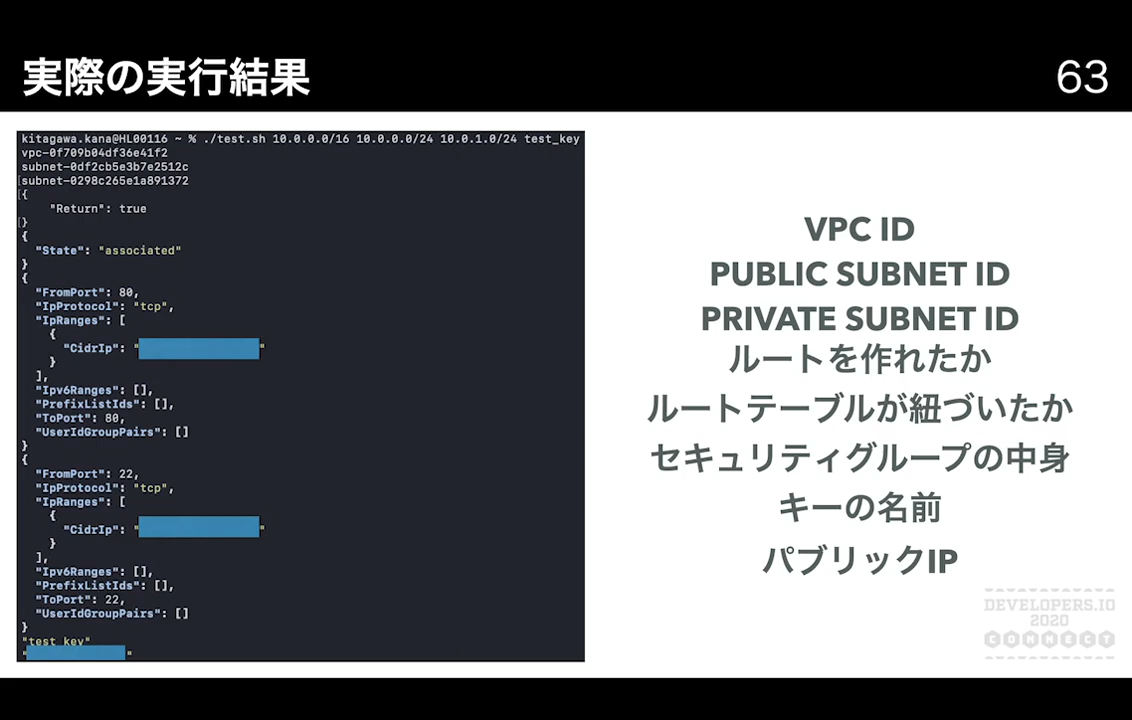 実際の実行結果
63
kitagawa.kana@HL00116 ~ % ./test.sh 10.0.0.0/16 10.0.0.0/24 10.0.1.0/24 test_key
vpc-0f709b04df36e41f2
subnet-0df2cb5e3b7e2512c
[subnet-0298c265e1a891372
[{
"Return": true
[}
{
"State": "associated"
}
{
"FromPort": 80,
"IpProtocol": "tcp",
"IpRanges": [
{
"CidrIp": " "
}
],
"Ipv6Ranges": [],
"PrefixListIds": [],
"ToPort": 80,
"UserIdGroupPairs": []
}
{
"FromPort": 22,
"IpProtocol": "tcp",
"IpRanges": [
{
"CidrIp": " "
}
],
"Ipv6Ranges": [],
"PrefixListIds": [],
"ToPort": 22,
"UserIdGroupPairs": []
}
"test_key"
" "
VPC ID
PUBLIC SUBNET ID
PRIVATE SUBNET ID
ルートを作れたか
ルートテーブルが紐づいたか
セキュリティグループの中身
キーの名前
パブリックIP
DEVELOPERS.IO
2020
CONNECT